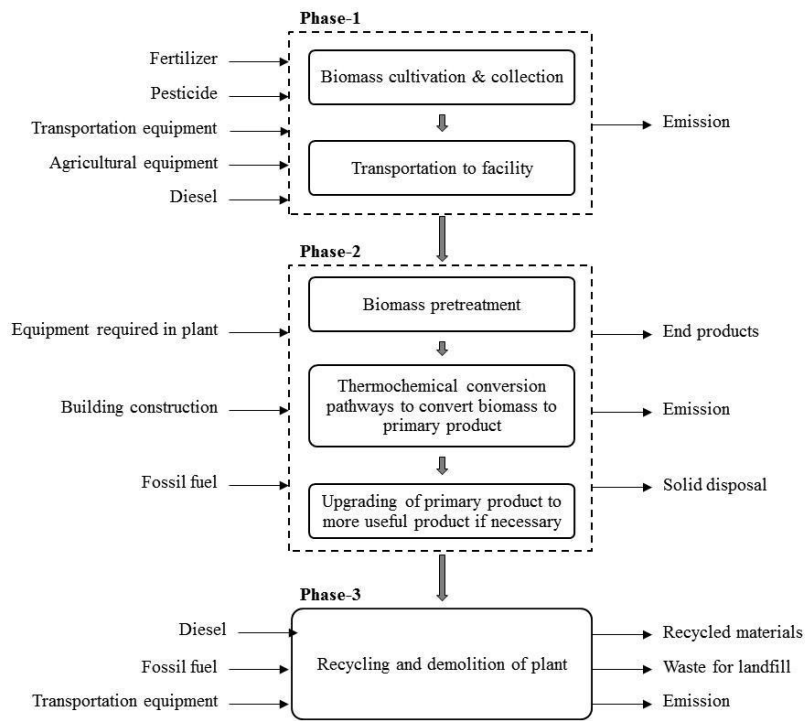 Phase-1
Fertilizer
Pesticide
Transportation equipment
Agricultural equipment
Diesel
Biomass cultivation & collection
Transportation to facility
Emission
Phase-2
Equipment required in plant
Building construction
Fossil fuel
Biomass pretreatment
Thermochemical conversion
pathways to convert biomass to
primary product
Upgrading of primary product to
more useful product if necessary
End products
Emission
Solid disposal
Phase-3
Diesel
Fossil fuel
Transportation equipment
Recycling and demolition of plant
Recycled materials
Waste for landfill
Emission